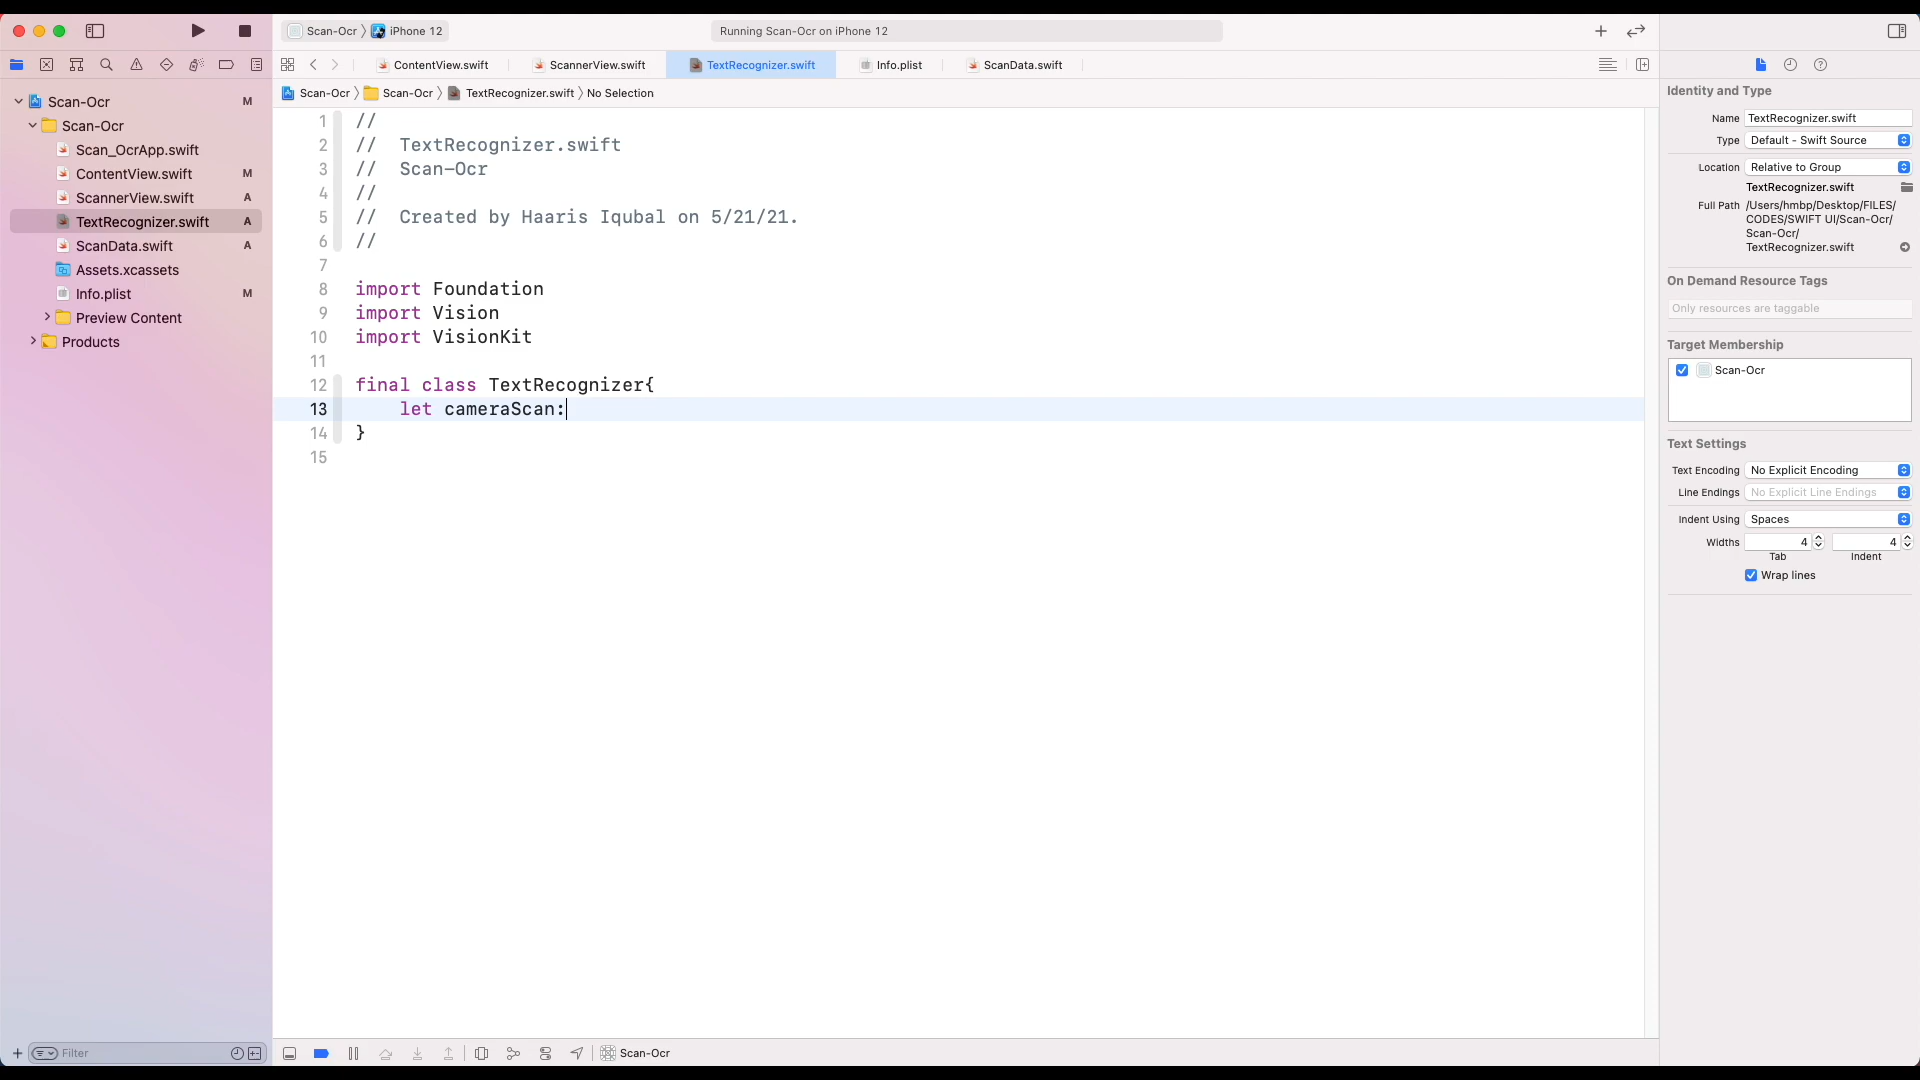 Scan-Ocr iPhone 12
Running Scan-Ocr on iPhone 12
ContentView.swift
ScannerView.swift
TextRecognizer.swift
Info.plist
ScanData.swift
Scan-Ocr Scan-Ocr TextRecognizer.swift No Selection
Scan-Ocr M
Scan-Ocr
Scan_OcrApp.swift
ContentView.swift M
ScannerView.swift A
TextRecognizer.swift A
ScanData.swift A
Assets.xcassets
Info.plist M
Preview Content
Products
Filter
1 //
2 //  TextRecognizer.swift
3 //  Scan-Ocr
4 //
5 //  Created by Haaris Iqubal on 5/21/21.
6 //
7
8 import Foundation
9 import Vision
10 import VisionKit
11
12 final class TextRecognizer{
13     let cameraScan:
14 }
15
Scan-Ocr
Identity and Type
Name TextRecognizer.swift
Type Default - Swift Source
Location Relative to Group
TextRecognizer.swift
Full Path /Users/hmbp/Desktop/FILES/
CODES/SWIFT UI/Scan-Ocr/
Scan-Ocr/
TextRecognizer.swift
On Demand Resource Tags
Only resources are taggable
Target Membership
Scan-Ocr
Text Settings
Text Encoding No Explicit Encoding
Line Endings No Explicit Line Endings
Indent Using Spaces
Widths 4 4
Tab Indent
Wrap lines